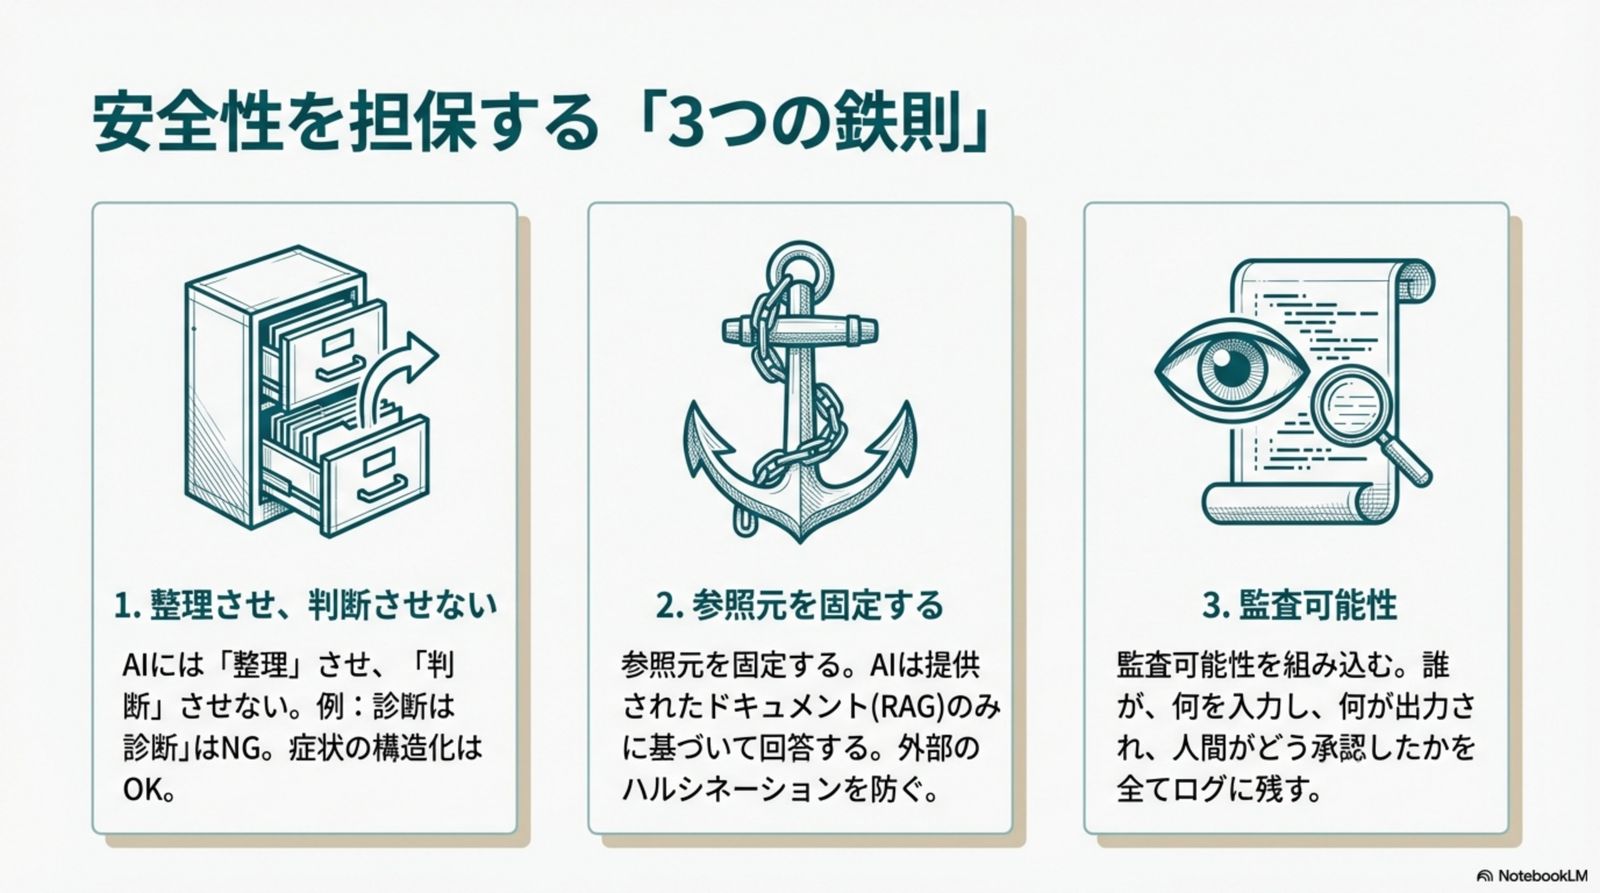 安全性を担保する「3つの鉄則」
1. 整理させ、判断させない
AIには「整理」させ、「判
断」させない。例：診断は
診断」はNG。症状の構造化は
OK。
2. 参照元を固定する
参照元を固定する。AIは提供
されたドキュメント(RAG)のみ
に基づいて回答する。外部の
ハルシネーションを防ぐ。
3. 監査可能性
監査可能性を組み込む。誰
が、何を入力し、何が出力さ
れ、人間がどう承認したかを
全てログに残す。
NotebookLM